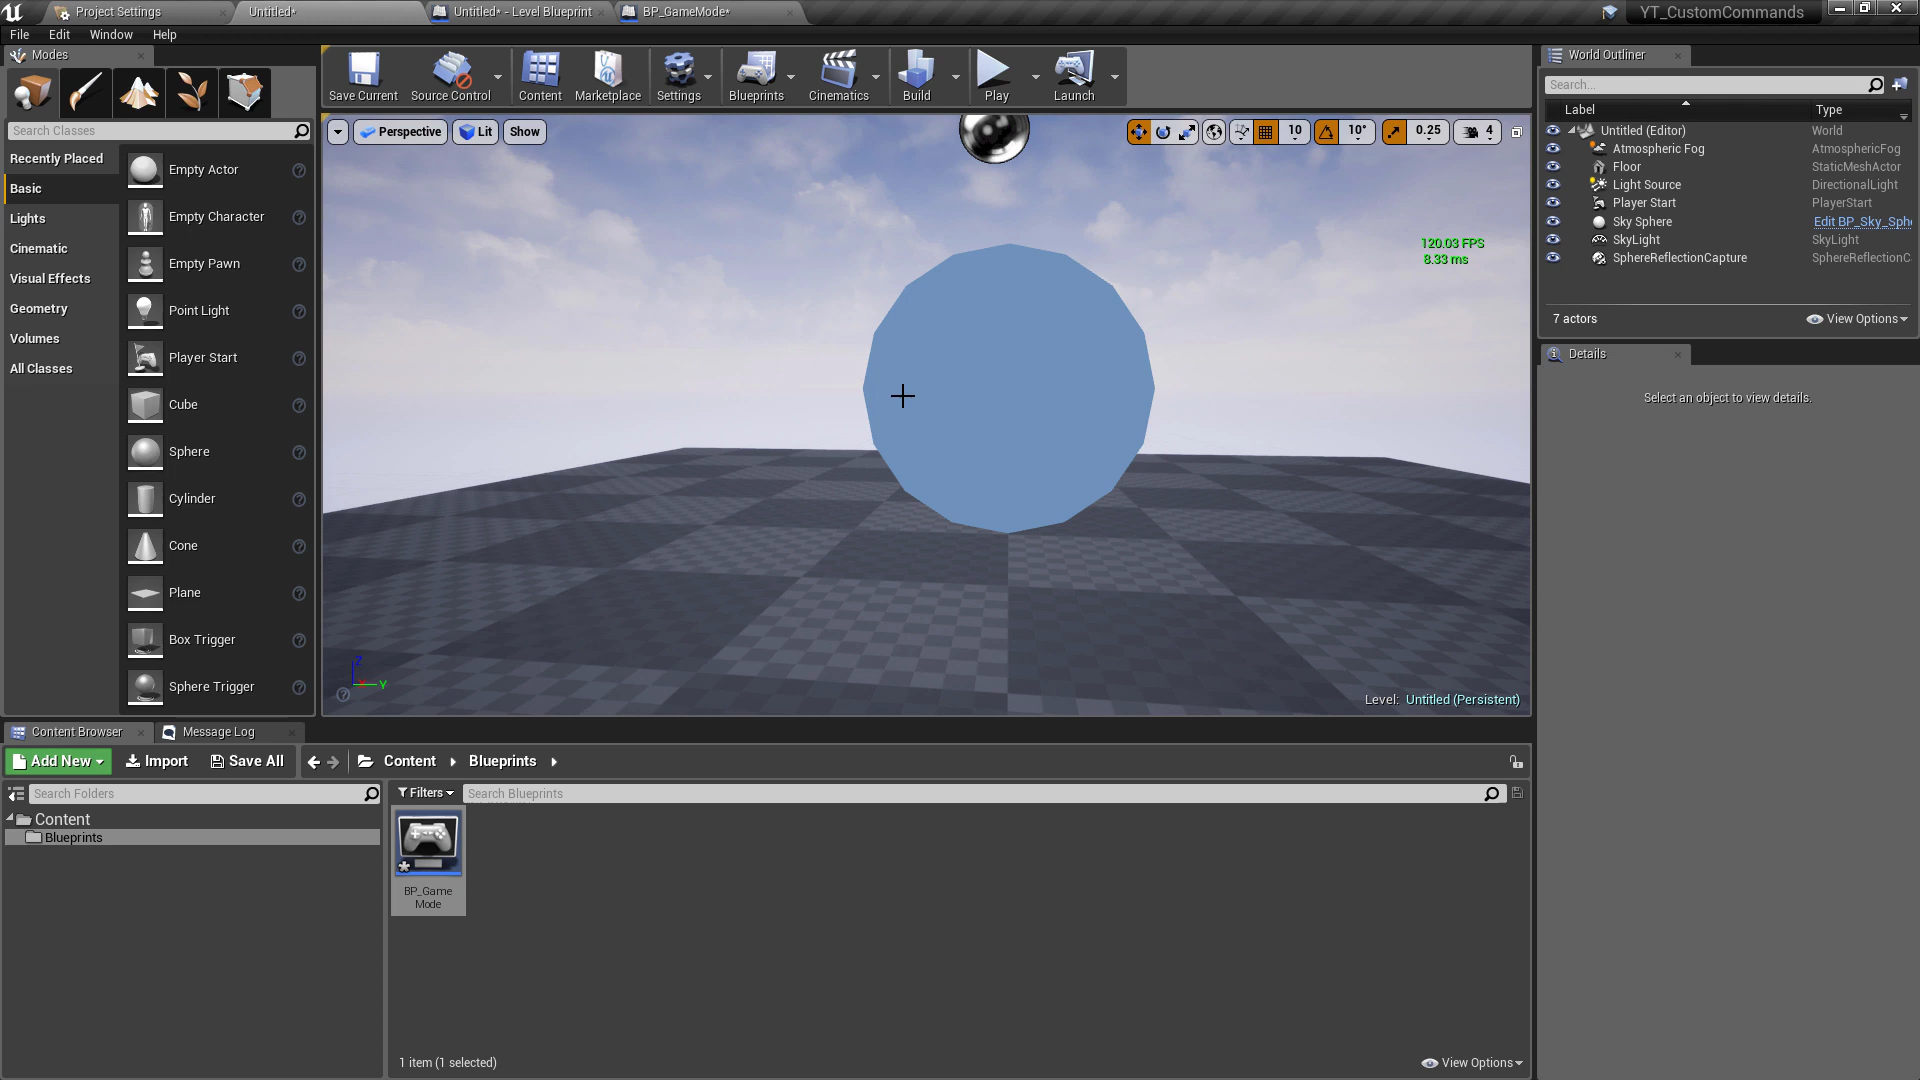 Project Settings
Untitled*
Untitled* - Level Blueprint
BP_GameMode*
YT_CustomCommands
File
Edit
Window
Help
Modes
Save Current
Source Control
Content
Marketplace
Settings
Blueprints
Cinematics
Build
Play
Launch
World Outliner
Search...
Label
Type
Search Classes
Perspective
Lit
Show
10
10°
0.25
4
Untitled (Editor)
World
Atmospheric Fog
AtmosphericFog
Floor
StaticMeshActor
Light Source
DirectionalLight
Player Start
PlayerStart
Sky Sphere
Edit BP_Sky_Sph
SkyLight
SkyLight
SphereReflectionCapture
SphereReflectionC
7 actors
View Options
Details
Select an object to view details.
Recently Placed
Basic
Lights
Cinematic
Visual Effects
Geometry
Volumes
All Classes
Empty Actor
Empty Character
Empty Pawn
Point Light
Player Start
Cube
Sphere
Cylinder
Cone
Plane
Box Trigger
Sphere Trigger
120.03 FPS
8.33 ms
Z
Y
Level: Untitled (Persistent)
Content Browser
Message Log
Add New
Import
Save All
Content
Blueprints
Search Folders
Filters
Search Blueprints
Content
Blueprints
BP_Game
Mode
1 item (1 selected)
View Options